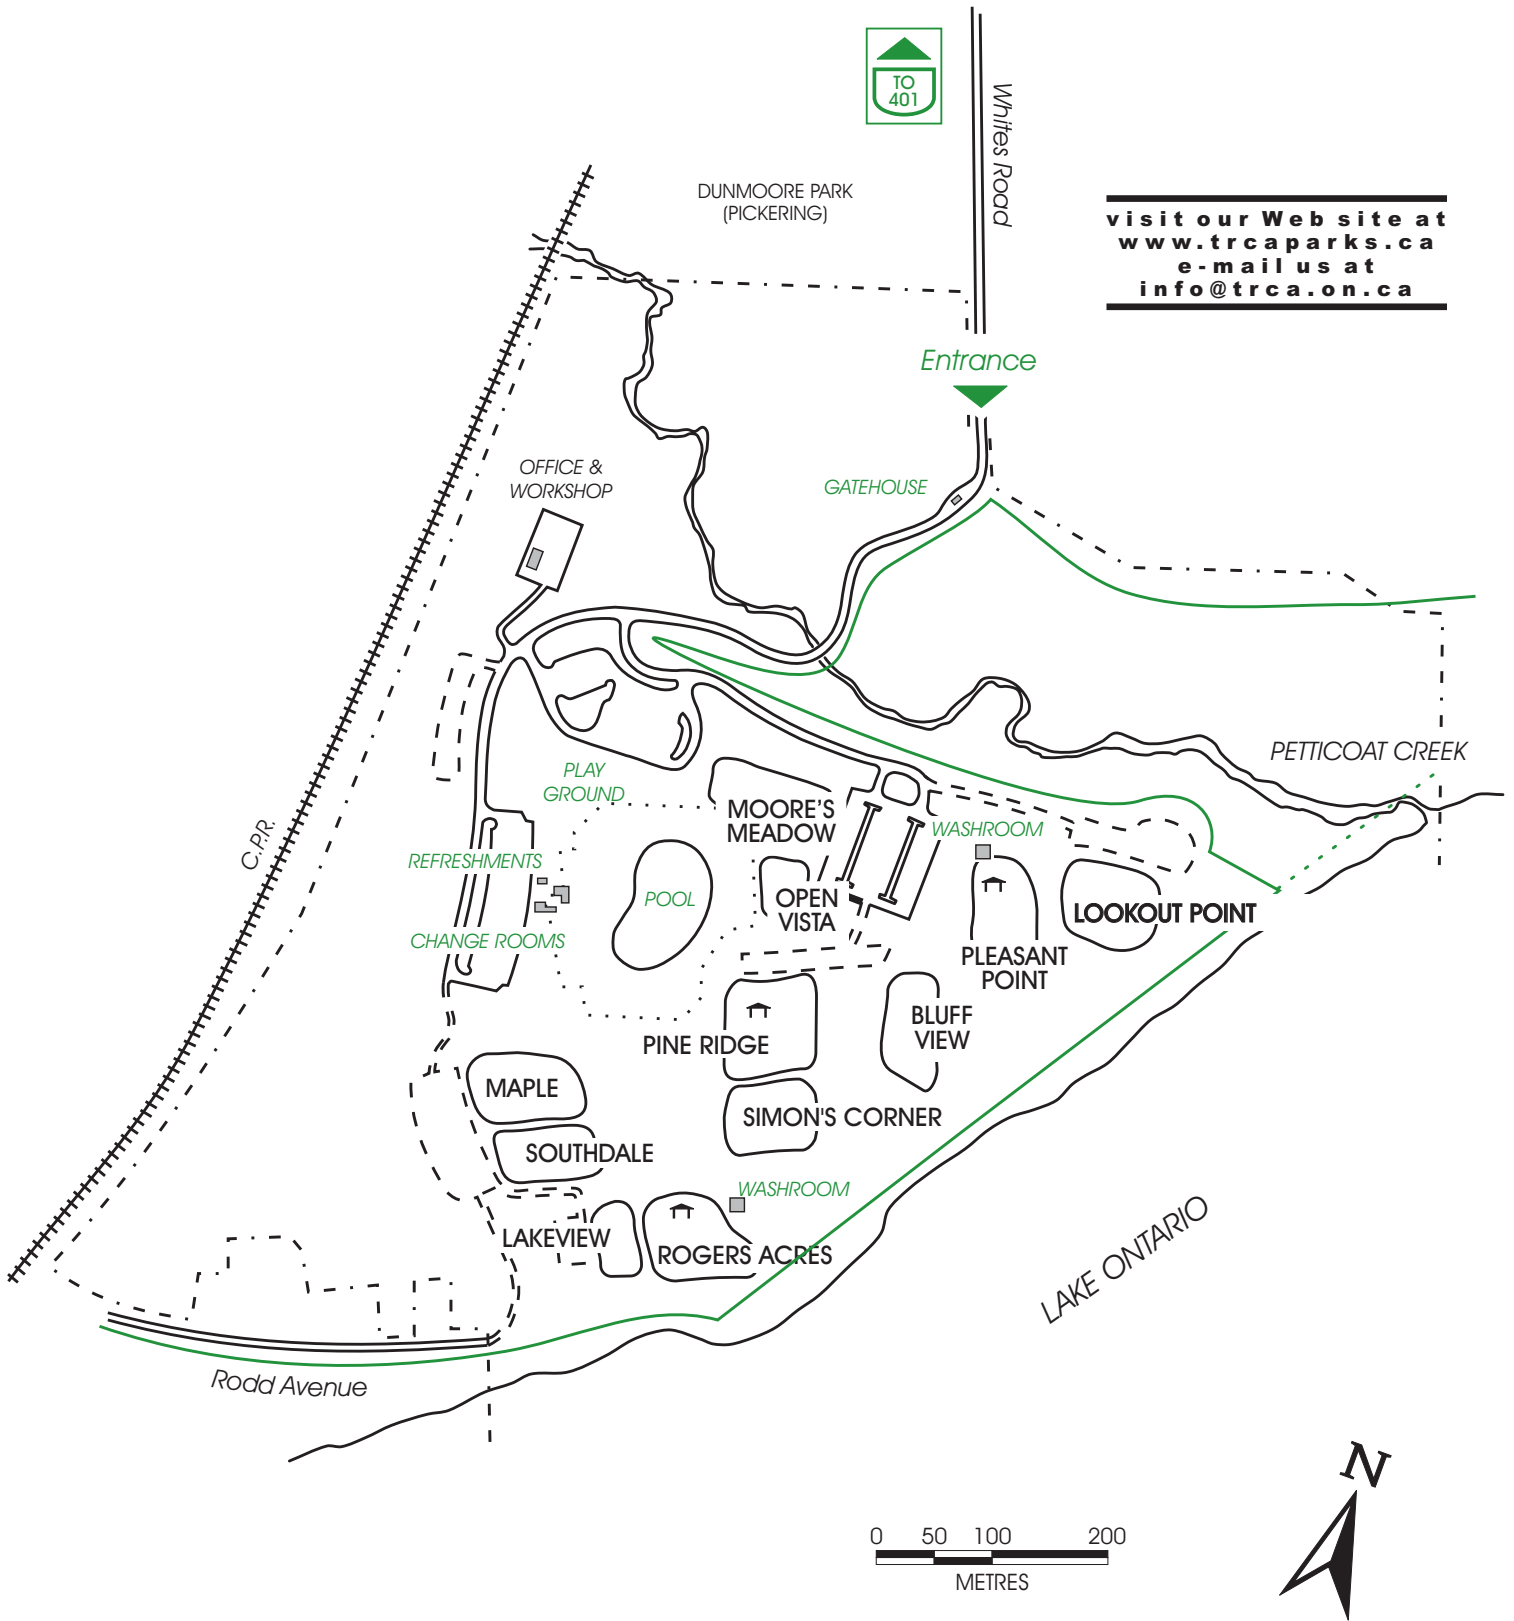 TO
401
Whites Road
DUNMOORE PARK
(PICKERING)
visit our Web site at
www.trcaparks.ca
e-mail us at
info@trca.on.ca
Entrance
OFFICE &
WORKSHOP
GATEHOUSE
PETTICOAT CREEK
PLAY
GROUND
MOORE'S
MEADOW
WASHROOM
C.P.R.
REFRESHMENTS
POOL
OPEN
VISTA
LOOKOUT POINT
CHANGE ROOMS
PLEASANT
POINT
BLUFF
VIEW
PINE RIDGE
MAPLE
SIMON'S CORNER
SOUTHDALE
WASHROOM
LAKEVIEW
ROGERS ACRES
LAKE ONTARIO
Rodd Avenue
N
0 50 100 200
METRES